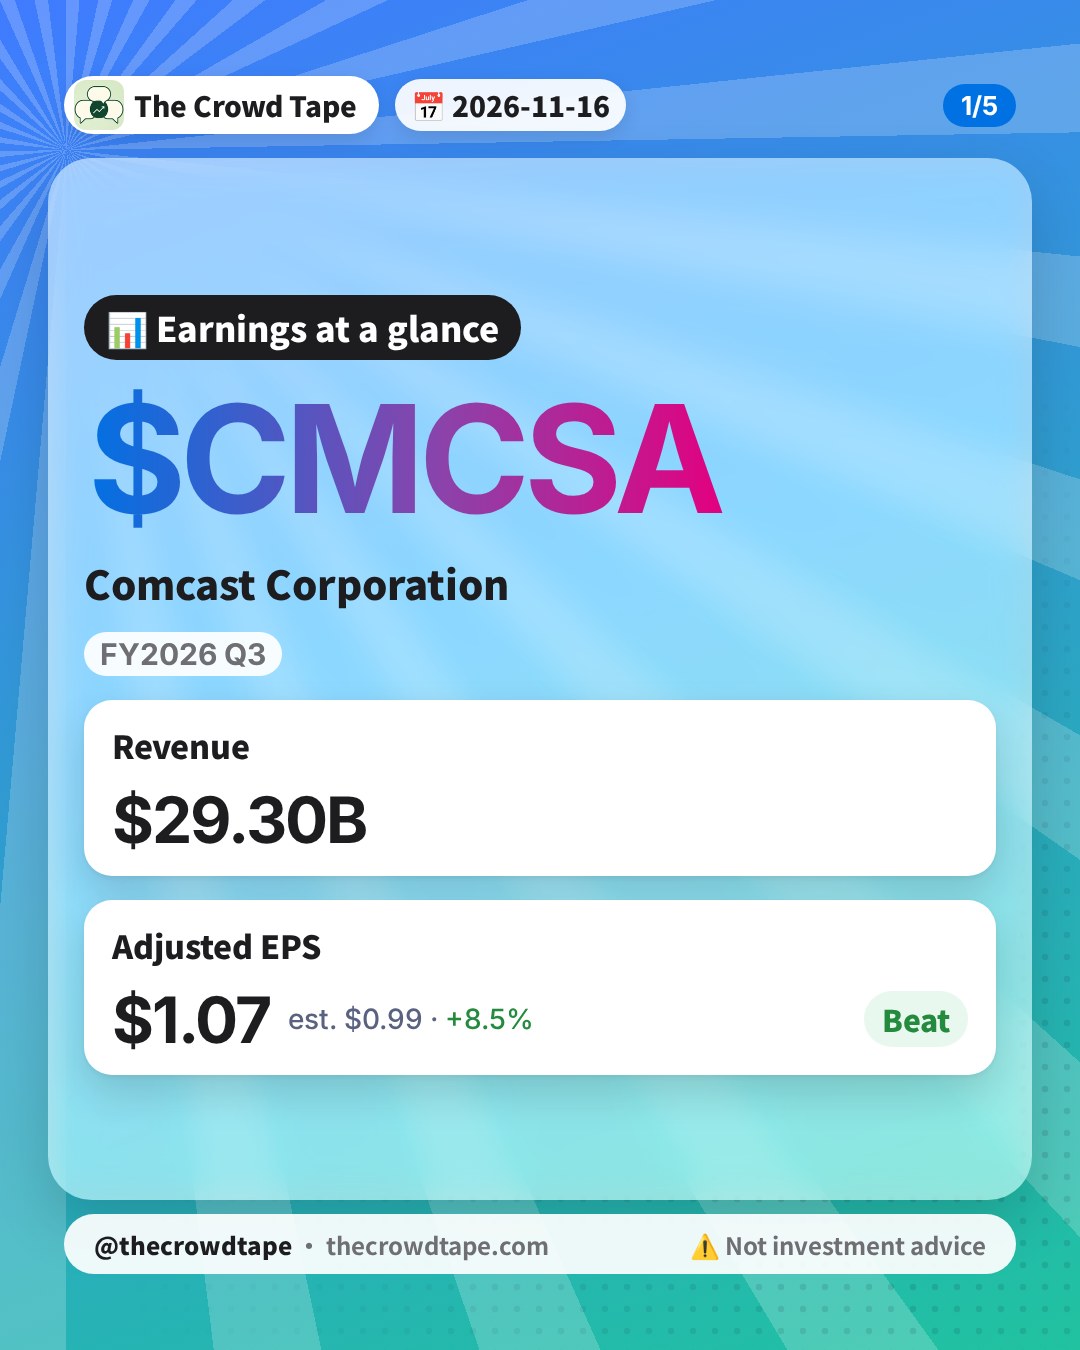 The Crowd Tape
2026-11-16
1/5
📊 Earnings at a glance
$CMCSA
Comcast Corporation
FY2026 Q3
Revenue
$29.30B
Adjusted EPS
$1.07 est. $0.99 · +8.5%
Beat
@thecrowdtape • thecrowdtape.com
⚠️ Not investment advice